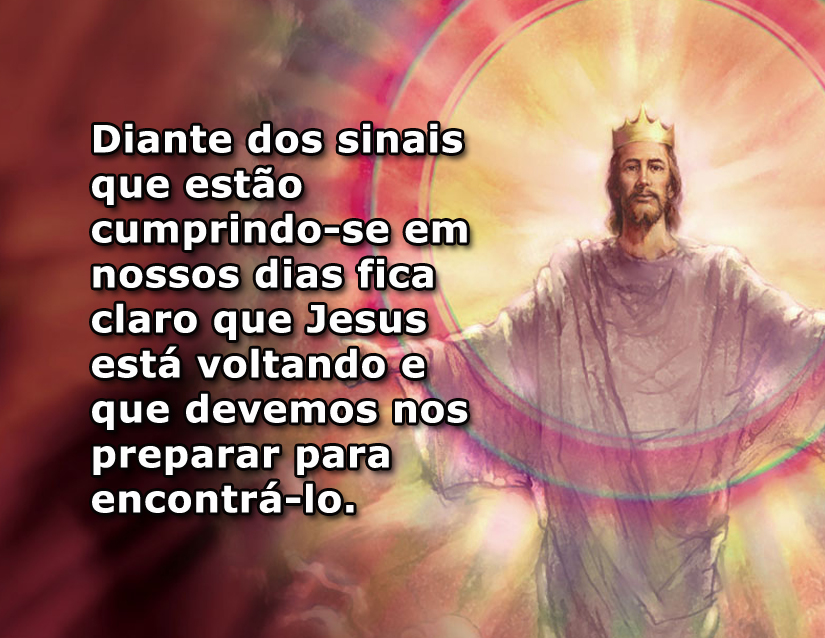 Diante dos sinais
que estão
cumprindo-se em
nossos dias fica
claro que Jesus
está voltando e
que devemos nos
preparar para
encontrá-lo.